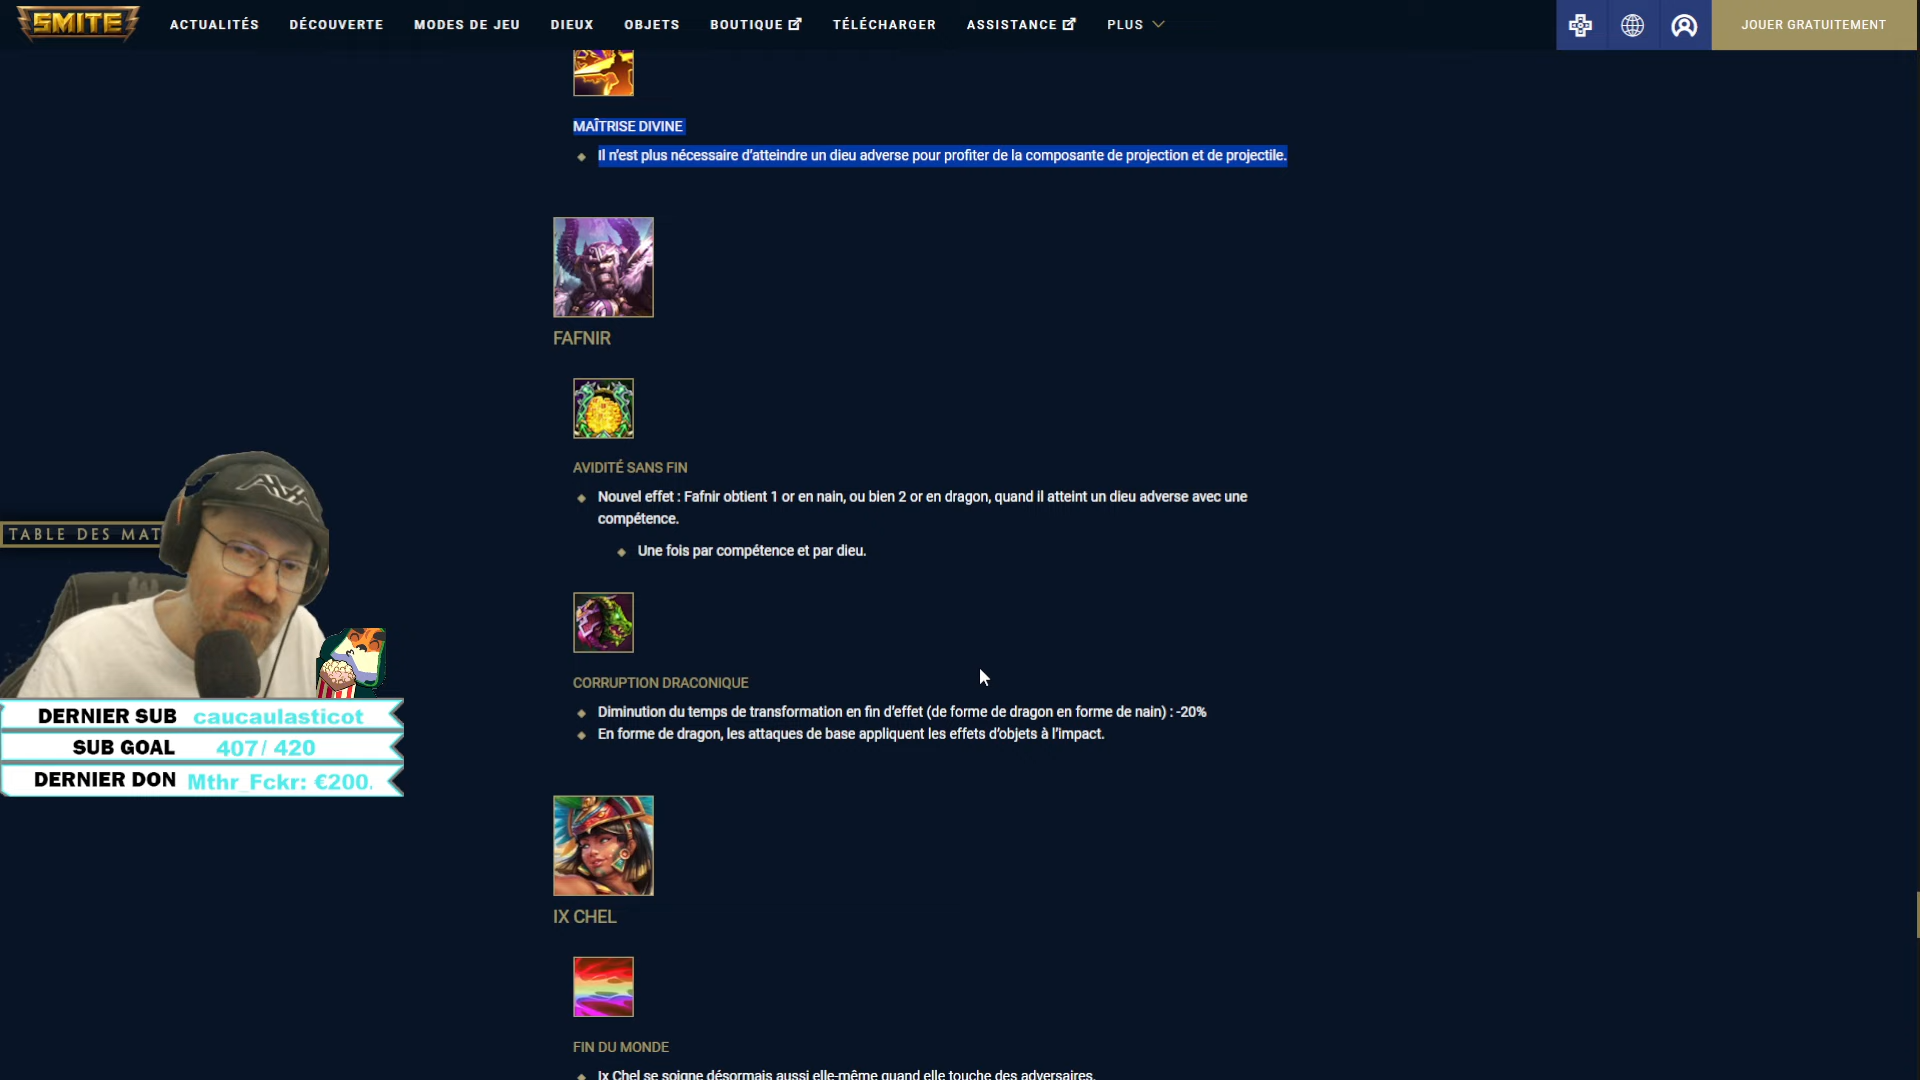 SMITE
ACTUALITÉS DÉCOUVERTE MODES DE JEU DIEUX OBJETS BOUTIQUE TÉLÉCHARGER ASSISTANCE PLUS
JOUER GRATUITEMENT
MAÎTRISE DIVINE
Il n'est plus nécessaire d'atteindre un dieu adverse pour profiter de la composante de projection et de projectile.
FAFNIR
AVIDITÉ SANS FIN
Nouvel effet : Fafnir obtient 1 or en nain, ou bien 2 or en dragon, quand il atteint un dieu adverse avec une
compétence.
TABLE DES MAT
Une fois par compétence et par dieu.
CORRUPTION DRACONIQUE
Diminution du temps de transformation en fin d'effet (de forme de dragon en forme de nain) : -20%
En forme de dragon, les attaques de base appliquent les effets d'objets à l'impact.
DERNIER SUB caucaulasticot
SUB GOAL 407/ 420
DERNIER DON Mthr_Fckr: €200.
IX CHEL
FIN DU MONDE
Ix Chel se soigne désormais aussi elle-même quand elle touche des adversaires.